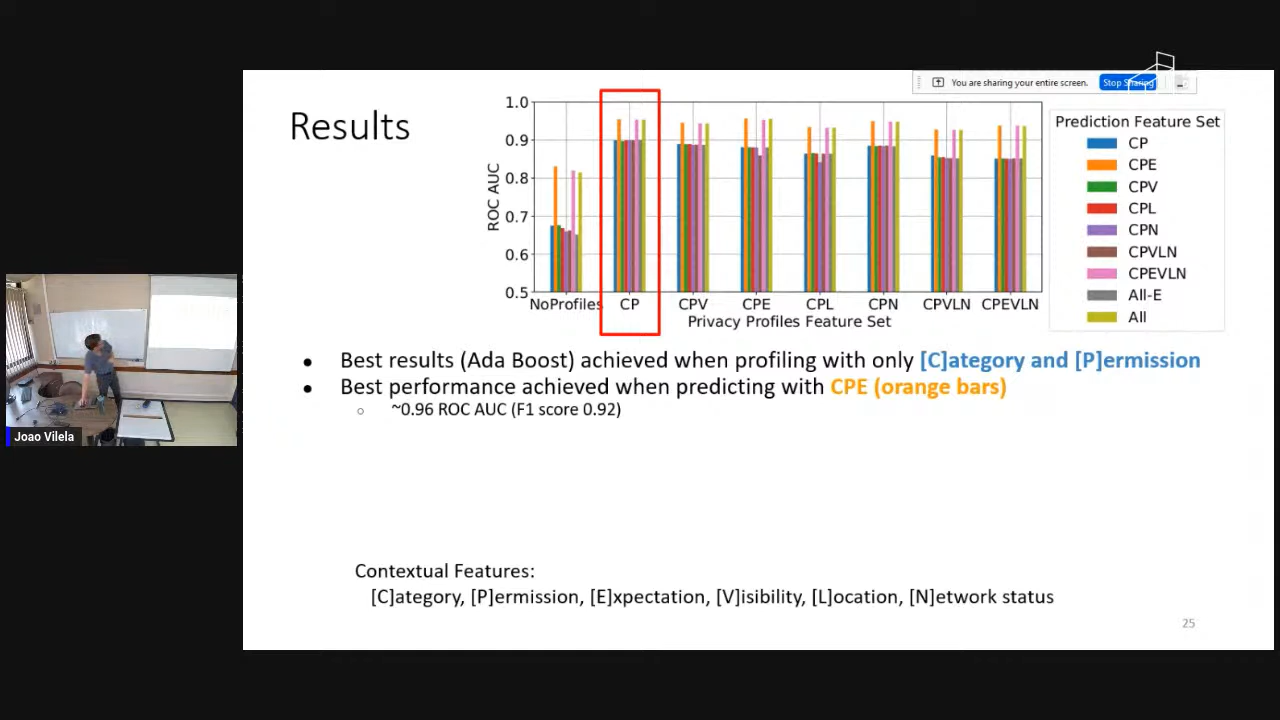 You are sharing your entire screen.
Stop Sharing
Results
1.0
0.9
0.8
0.7
0.6
0.5
ROC AUC
NoProfiles CP CPV CPE CPL CPN CPVLN CPEVLN
Privacy Profiles Feature Set
Prediction Feature Set
CP
CPE
CPV
CPL
CPN
CPVLN
CPEVLN
All-E
All
● Best results (Ada Boost) achieved when profiling with only [C]ategory and [P]ermission
● Best performance achieved when predicting with CPE (orange bars)
○ ~0.96 ROC AUC (F1 score 0.92)
Joao Vilela
Contextual Features:
[C]ategory, [P]ermission, [E]xpectation, [V]isibility, [L]ocation, [N]etwork status
25